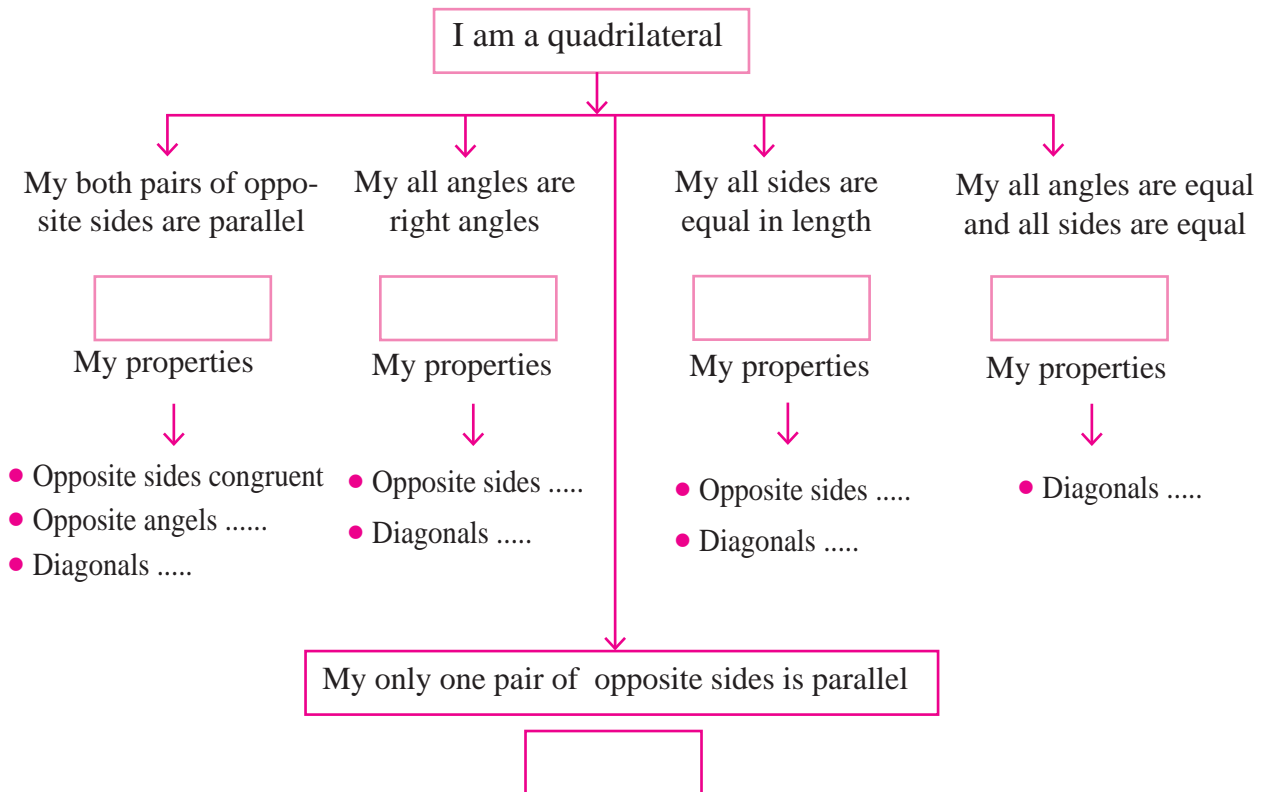 I am a quadrilateral
My both pairs of oppo-
site sides are parallel
My properties
• Opposite sides congruent
• Opposite angels ......
• Diagonals .....
My all angles are
right angles
My properties
• Opposite sides .....
• Diagonals .....
My all sides are
equal in length
My properties
• Opposite sides .....
• Diagonals .....
My all angles are equal
and all sides are equal
My properties
• Diagonals .....
My only one pair of opposite sides is parallel